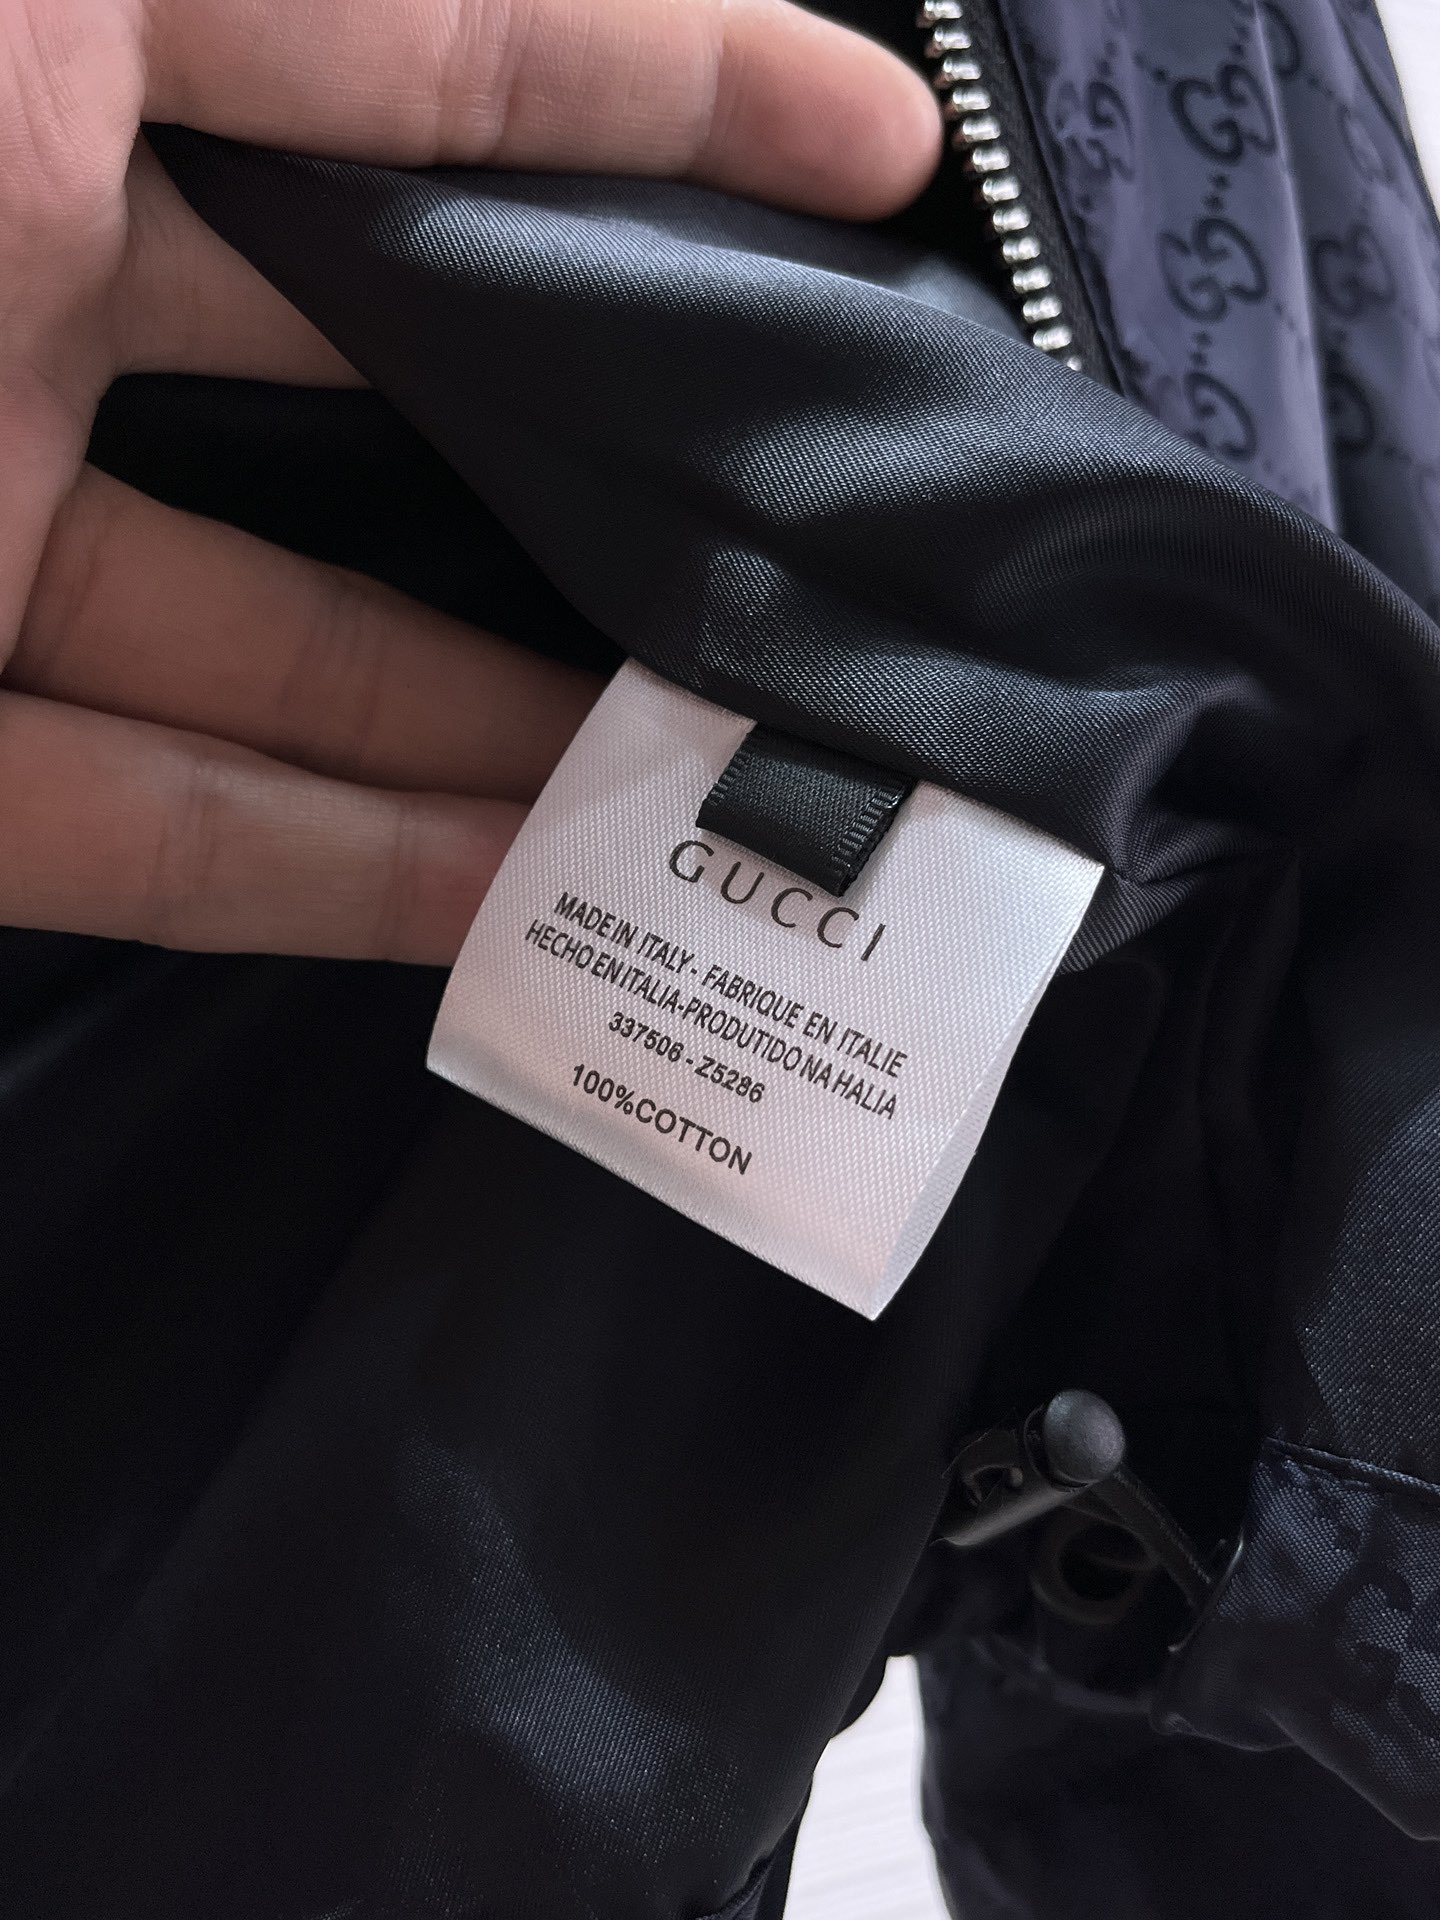 GUCCI
MADE IN ITALY - FABRIQUE EN ITALIE
HECHO EN ITALIA-PRODUTIDO NA HALIA
337506 - Z5286
100%COTTON